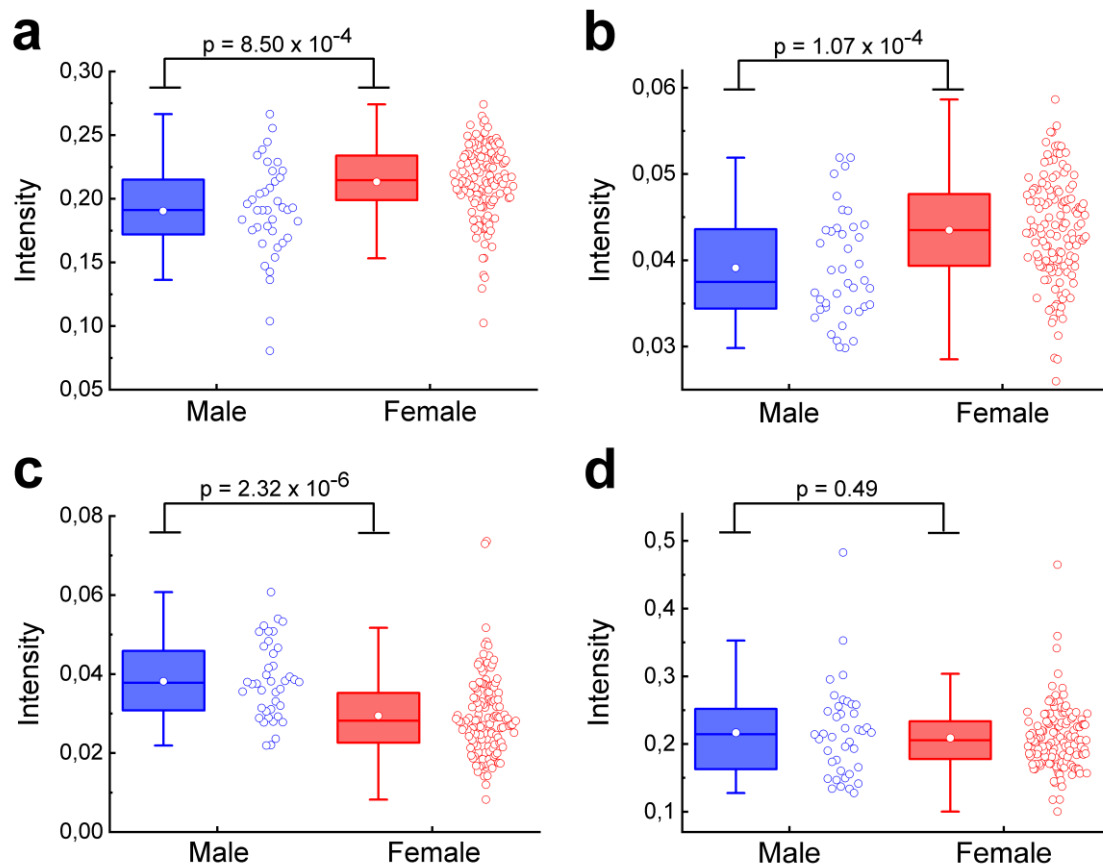 a
p = 8.50 x 10⁻⁴
0,30
0,25
0,20
0,15
0,10
0,05
Intensity
Male Female
b
p = 1.07 x 10⁻⁴
0,06
0,05
0,04
0,03
Intensity
Male Female
c
p = 2.32 x 10⁻⁶
0,08
0,06
0,04
0,02
0,00
Intensity
Male Female
d
p = 0.49
0,5
0,4
0,3
0,2
0,1
Intensity
Male Female